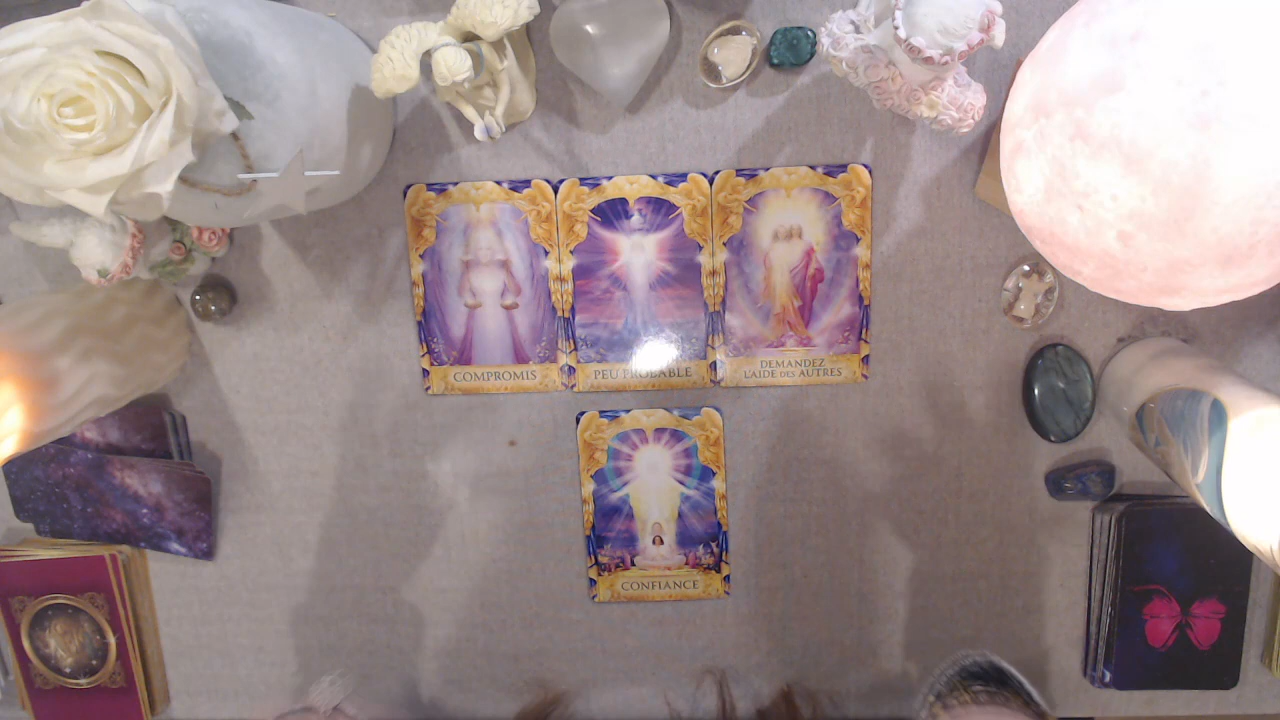 COMPROMIS
PEU PROBABLE
DEMANDEZ
L'AIDE DES AUTRES
CONFIANCE